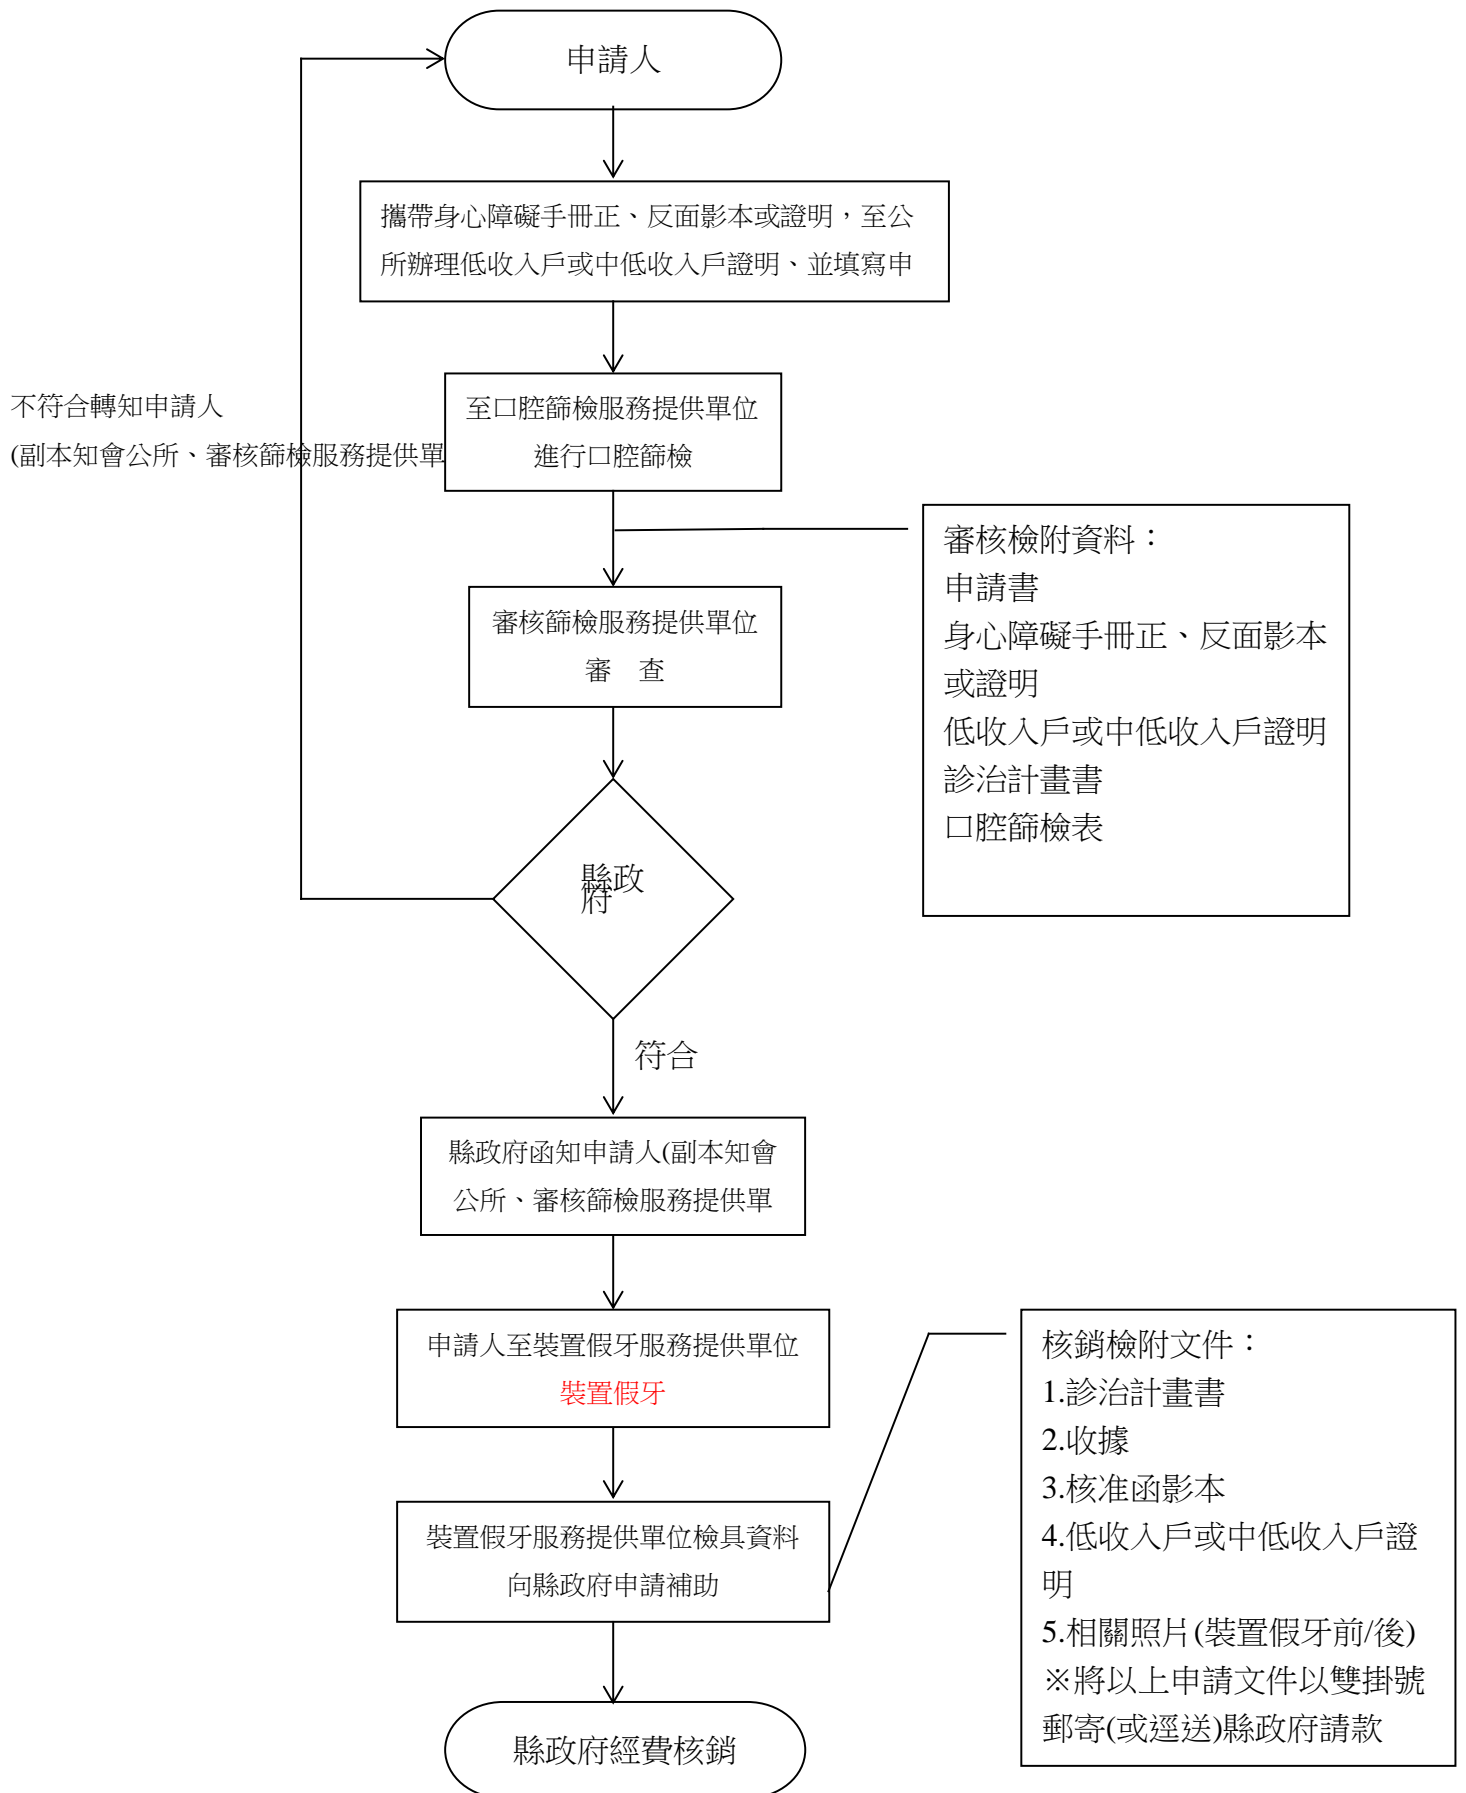 申請人
攜帶身心障礙手冊正、反面影本或證明，至公
所辦理低收入戶或中低收入戶證明、並填寫申
不符合轉知申請人
(副本知會公所、審核篩檢服務提供單
至口腔篩檢服務提供單位
進行口腔篩檢
審核檢附資料：
申請書
身心障礙手冊正、反面影本
或證明
低收入戶或中低收入戶證明
診治計畫書
口腔篩檢表
審核篩檢服務提供單位
審　查
縣政
府
符合
縣政府函知申請人(副本知會
公所、審核篩檢服務提供單
申請人至裝置假牙服務提供單位
裝置假牙
裝置假牙服務提供單位檢具資料
向縣政府申請補助
核銷檢附文件：
1.診治計畫書
2.收據
3.核准函影本
4.低收入戶或中低收入戶證
明
5.相關照片(裝置假牙前/後)
※將以上申請文件以雙掛號
郵寄(或逕送)縣政府請款
縣政府經費核銷